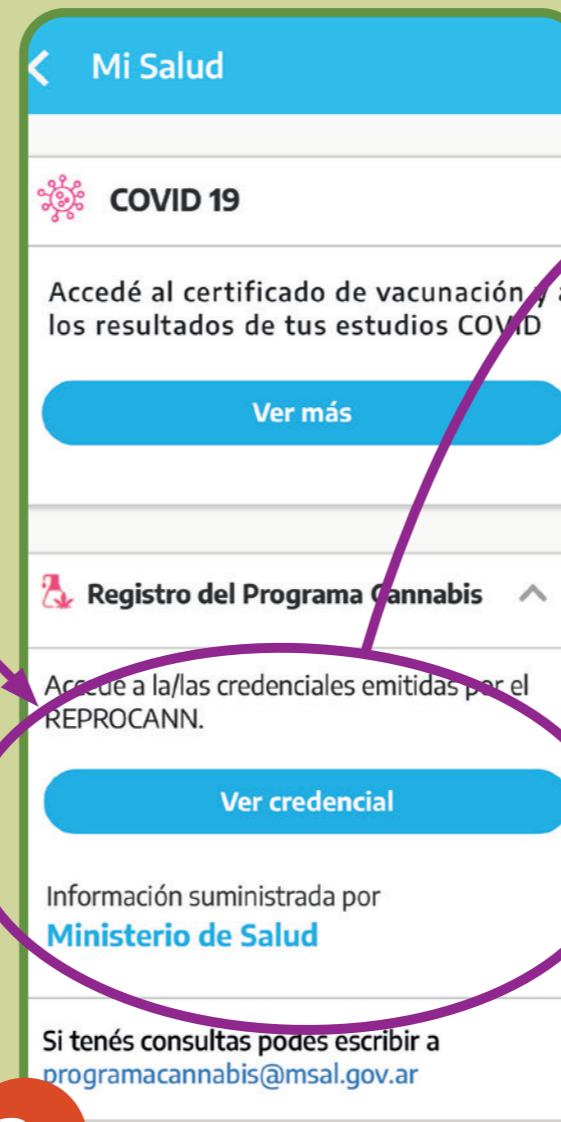 Mi Salud
COVID 19
Accedé al certificado de vacunación y a
los resultados de tus estudios COVID
Ver más
Registro del Programa Cannabis
Accede a la/las credenciales emitidas por el
REPROCANN.
Ver credencial
Información suministrada por
Ministerio de Salud
Si tenés consultas podes escribir a
programacannabis@msal.gov.ar